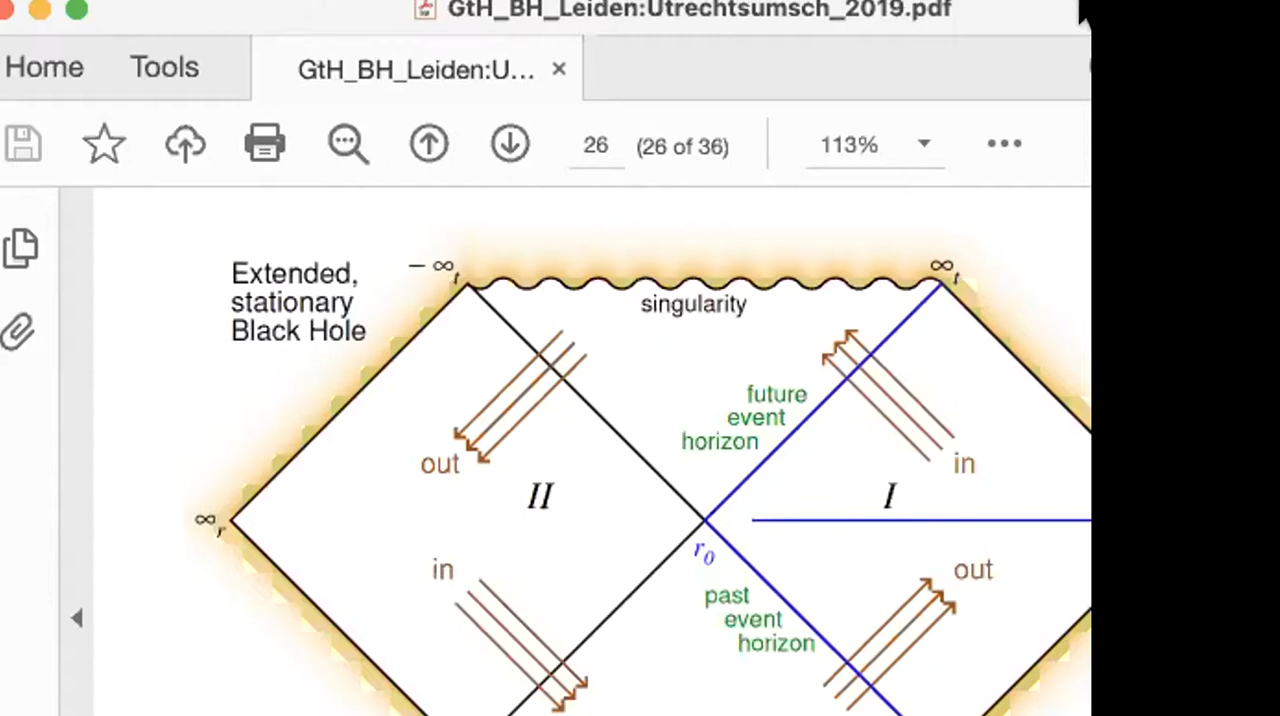 GtH_BH_Leiden:Utrechtsumsch_2019.pdf
Home Tools GtH_BH_Leiden:U... ×
26 (26 of 36) 113%
− ∞t ∞t
Extended,
stationary
Black Hole
singularity
future
event
horizon
out
in
II
I
∞r
r0
in
out
past
event
horizon